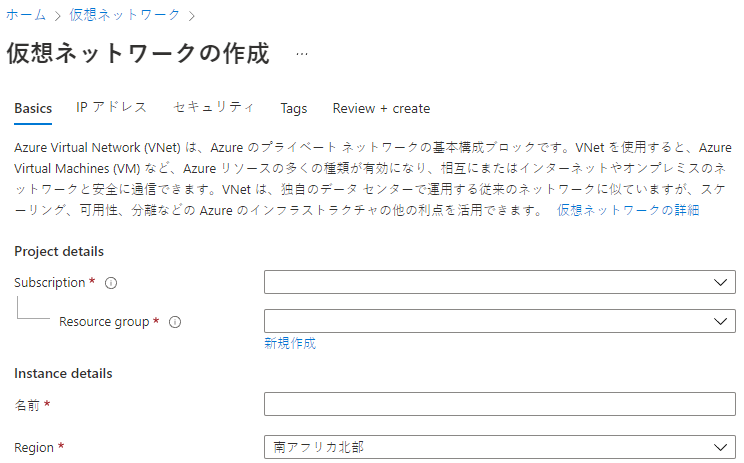 ホーム > 仮想ネットワーク >
仮想ネットワークの作成 …
Basics IP アドレス セキュリティ Tags Review + create
Azure Virtual Network (VNet) は、Azure のプライベート ネットワークの基本構成ブロックです。VNet を使用すると、Azure
Virtual Machines (VM) など、Azure リソースの多くの種類が有効になり、相互にまたはインターネットやオンプレミスのネ
ットワークと安全に通信できます。VNet は、独自のデータ センターで運用する従来のネットワークに似ていますが、スケ
ーリング、可用性、分離などの Azure のインフラストラクチャの他の利点を活用できます。 仮想ネットワークの詳細
Project details
Subscription *
Resource group *
新規作成
Instance details
名前 *
Region * 南アフリカ北部